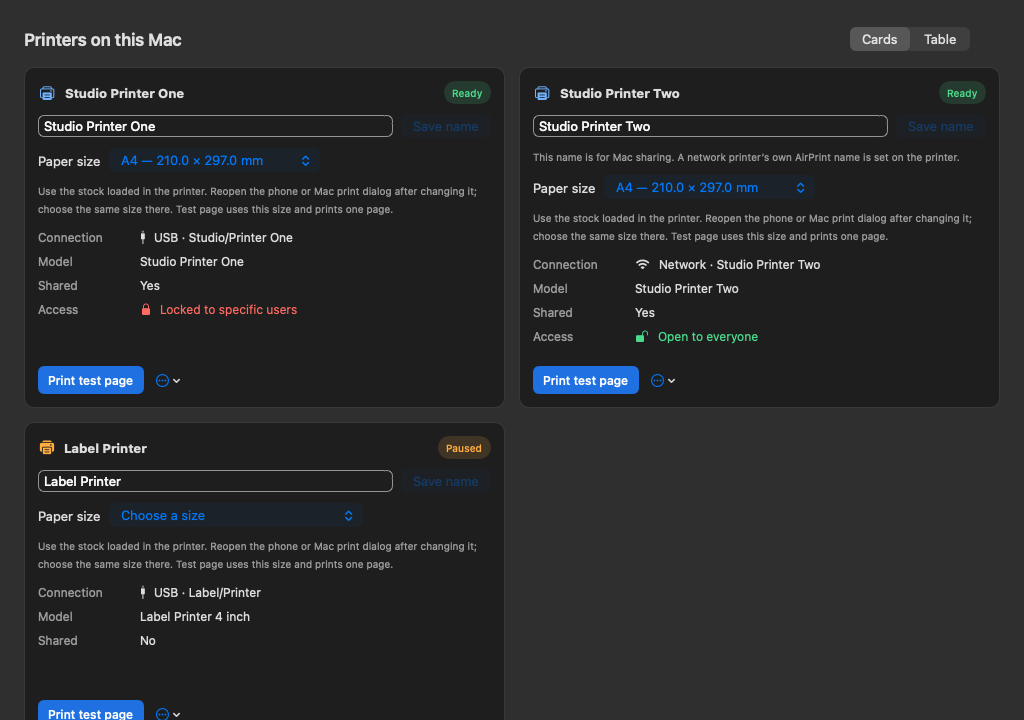 Printers on this Mac
Cards
Table
Studio Printer One
Ready
Studio Printer One
Save name
Paper size
A4 — 210.0 × 297.0 mm
Use the stock loaded in the printer. Reopen the phone or Mac print dialog after changing it;
choose the same size there. Test page uses this size and prints one page.
Connection
USB · Studio/Printer One
Model
Studio Printer One
Shared
Yes
Access
Locked to specific users
Print test page
Studio Printer Two
Ready
Studio Printer Two
Save name
This name is for Mac sharing. A network printer's own AirPrint name is set on the printer.
Paper size
A4 — 210.0 × 297.0 mm
Use the stock loaded in the printer. Reopen the phone or Mac print dialog after changing it;
choose the same size there. Test page uses this size and prints one page.
Connection
Network · Studio Printer Two
Model
Studio Printer Two
Shared
Yes
Access
Open to everyone
Print test page
Label Printer
Paused
Label Printer
Save name
Paper size
Choose a size
Use the stock loaded in the printer. Reopen the phone or Mac print dialog after changing it;
choose the same size there. Test page uses this size and prints one page.
Connection
USB · Label/Printer
Model
Label Printer 4 inch
Shared
No
Print test page